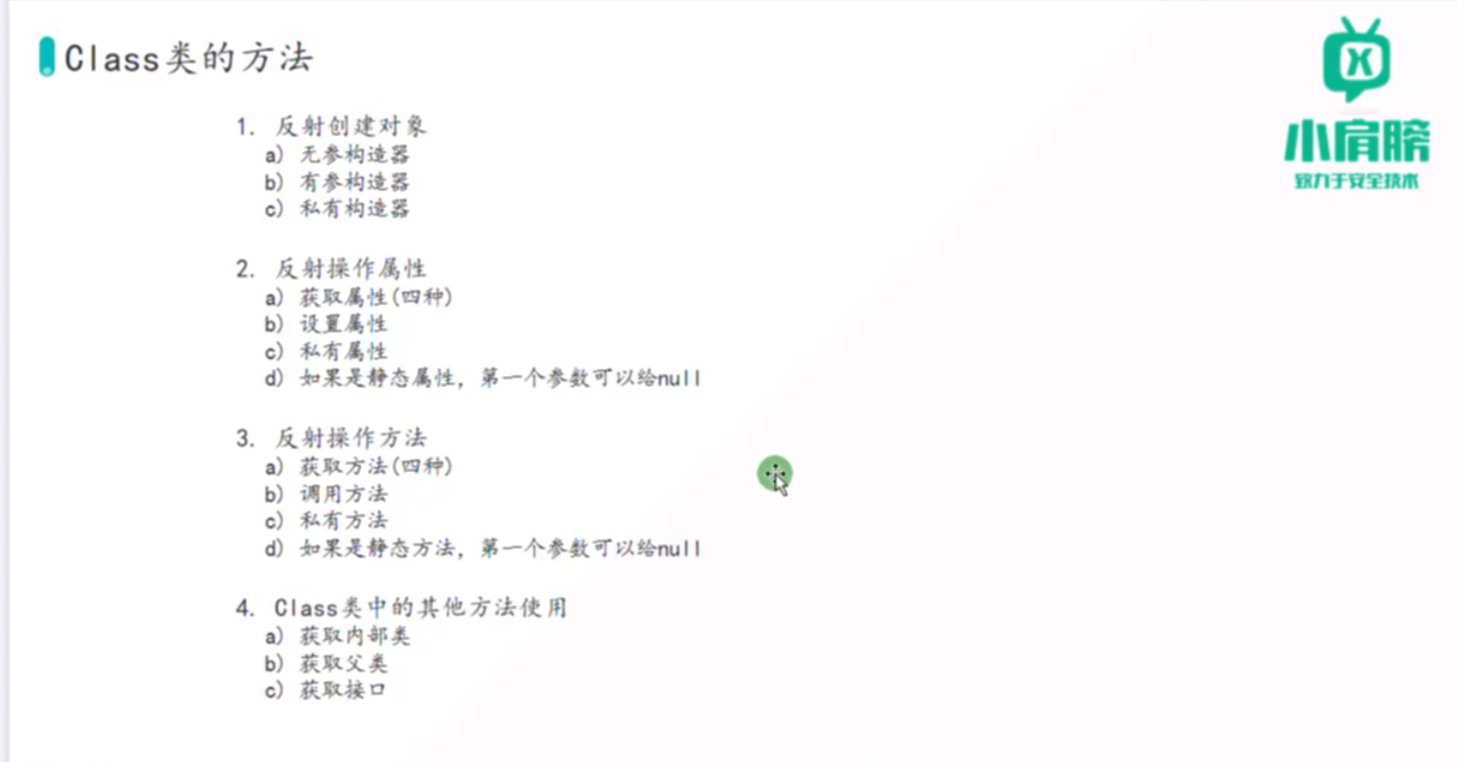 Class类的方法
小肩膀
致力于安全技术
1. 反射创建对象
a) 无参构造器
b) 有参构造器
c) 私有构造器
2. 反射操作属性
a) 获取属性(四种)
b) 设置属性
c) 私有属性
d) 如果是静态属性，第一个参数可以给null
3. 反射操作方法
a) 获取方法(四种)
b) 调用方法
c) 私有方法
d) 如果是静态方法，第一个参数可以给null
4. Class类中的其他方法使用
a) 获取内部类
b) 获取父类
c) 获取接口